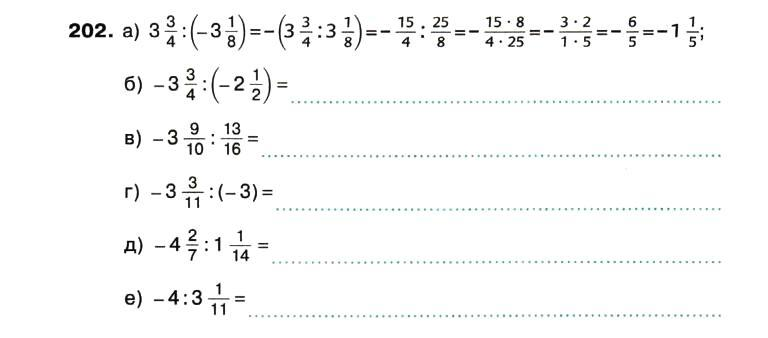 202. а) 3 3/4 : (−3 1/8) = −(3 3/4 : 3 1/8) = − 15/4 : 25/8 = − 15 · 8/4 · 25 = − 3 · 2/1 · 5 = − 6/5 = −1 1/5;
б) −3 3/4 : (−2 1/2) =
в) −3 9/10 : 13/16 =
г) −3 3/11 : (−3) =
д) −4 2/7 : 1 1/14 =
е) −4 : 3 1/11 =